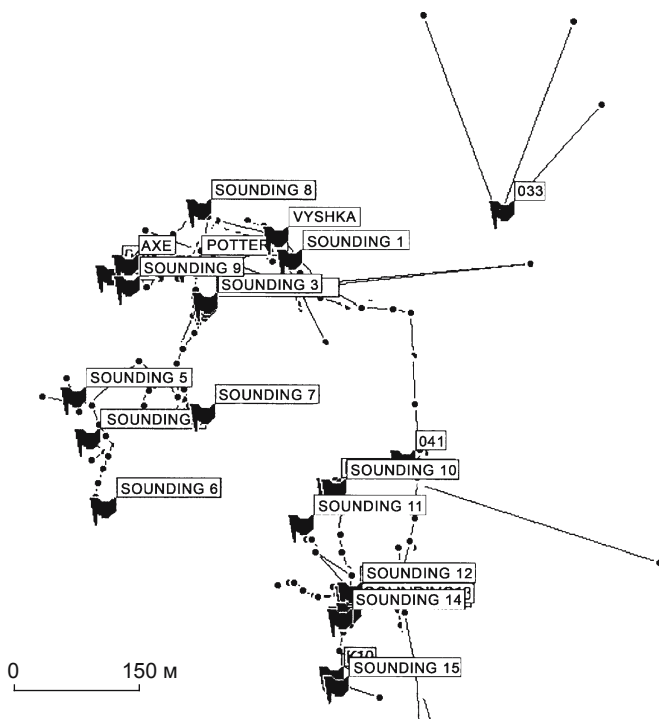 SOUNDING 8
033
VYSHKA
AXE
POTTER
SOUNDING 1
SOUNDING 9
SOUNDING 3
SOUNDING 5
SOUNDING 7
SOUNDING
041
SOUNDING 10
SOUNDING 6
SOUNDING 11
SOUNDING 12
SOUNDING 14
K10
SOUNDING 15
0 150 м